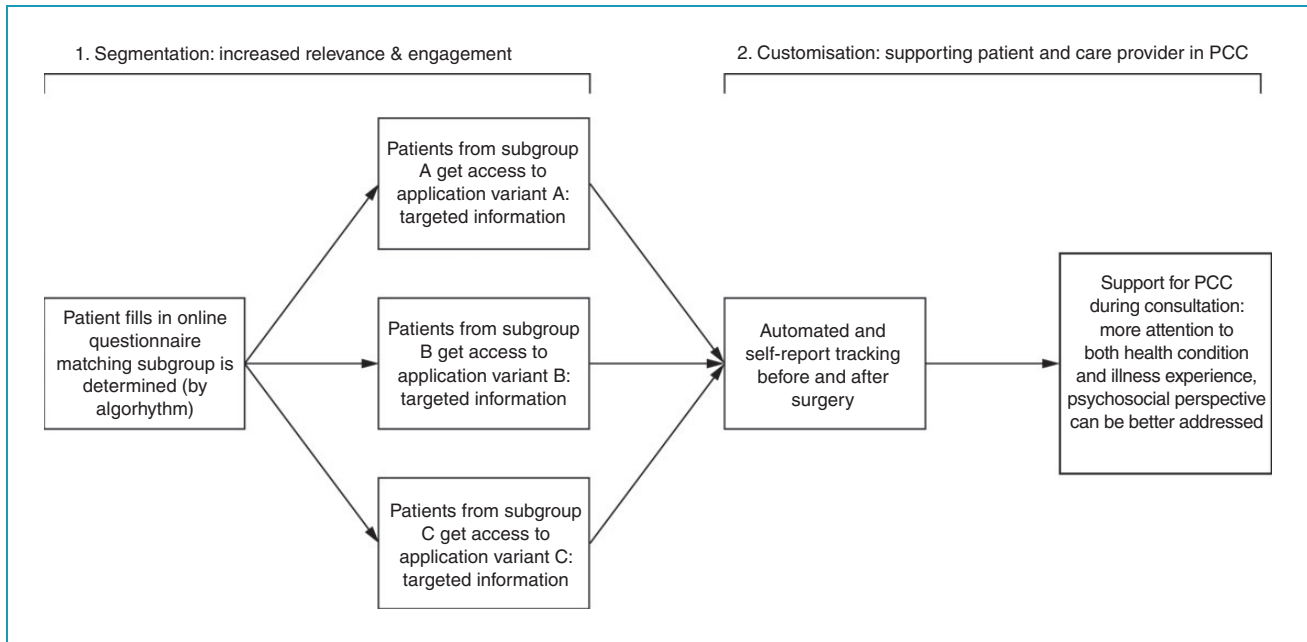 1. Segmentation: increased relevance & engagement
2. Customisation: supporting patient and care provider in PCC
Patient fills in online
questionnaire
matching subgroup is
determined (by
algorhythm)
Patients from subgroup
A get access to
application variant A:
targeted information
Patients from subgroup
B get access to
application variant B:
targeted information
Patients from subgroup
C get access to
application variant C:
targeted information
Automated and
self-report tracking
before and after
surgery
Support for PCC
during consultation:
more attention to
both health condition
and illness experience,
psychosocial perspective
can be better addressed